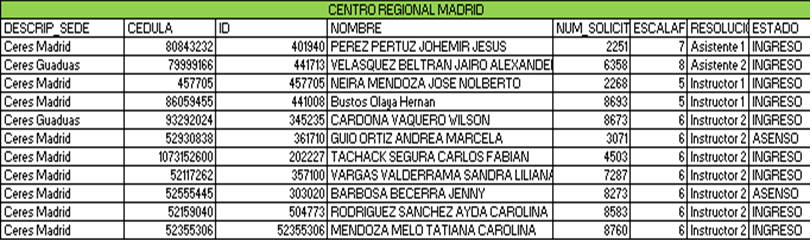 CENTRO REGIONAL MADRID
DESCRIP_SEDE CEDULA ID NOMBRE NUM_SOLICIT ESCALAF RESOLUCIÓ ESTADO
Ceres Madrid 80843232 401940 PEREZ PERTUZ JOHEMIR JESUS 2251 7 Asistente 1 INGRESO
Ceres Guaduas 79999166 441713 VELASQUEZ BELTRAN JAIRO ALEXANDE 6358 8 Asistente 2 INGRESO
Ceres Madrid 457705 457705 NEIRA MENDOZA JOSE NOLBERTO 2268 5 Instructor 1 INGRESO
Ceres Madrid 86059455 441008 Bustos Olaya Hernan 8693 5 Instructor 1 INGRESO
Ceres Guaduas 93292024 345235 CARDONA VAQUERO WILSON 8673 6 Instructor 2 INGRESO
Ceres Madrid 52930838 361710 GUIO ORTIZ ANDREA MARCELA 3071 6 Instructor 2 ASENSO
Ceres Madrid 1073152600 202227 TACHACK SEGURA CARLOS FABIAN 4503 6 Instructor 2 INGRESO
Ceres Madrid 52117262 357100 VARGAS VALDERRAMA SANDRA LILIANA 7287 6 Instructor 2 INGRESO
Ceres Madrid 52555445 303020 BARBOSA BECERRA JENNY 8273 6 Instructor 2 ASENSO
Ceres Madrid 52159040 504773 RODRIGUEZ SANCHEZ AYDA CAROLINA 8583 6 Instructor 2 INGRESO
Ceres Madrid 52355306 52355306 MENDOZA MELO TATIANA CAROLINA 8760 6 Instructor 2 INGRESO